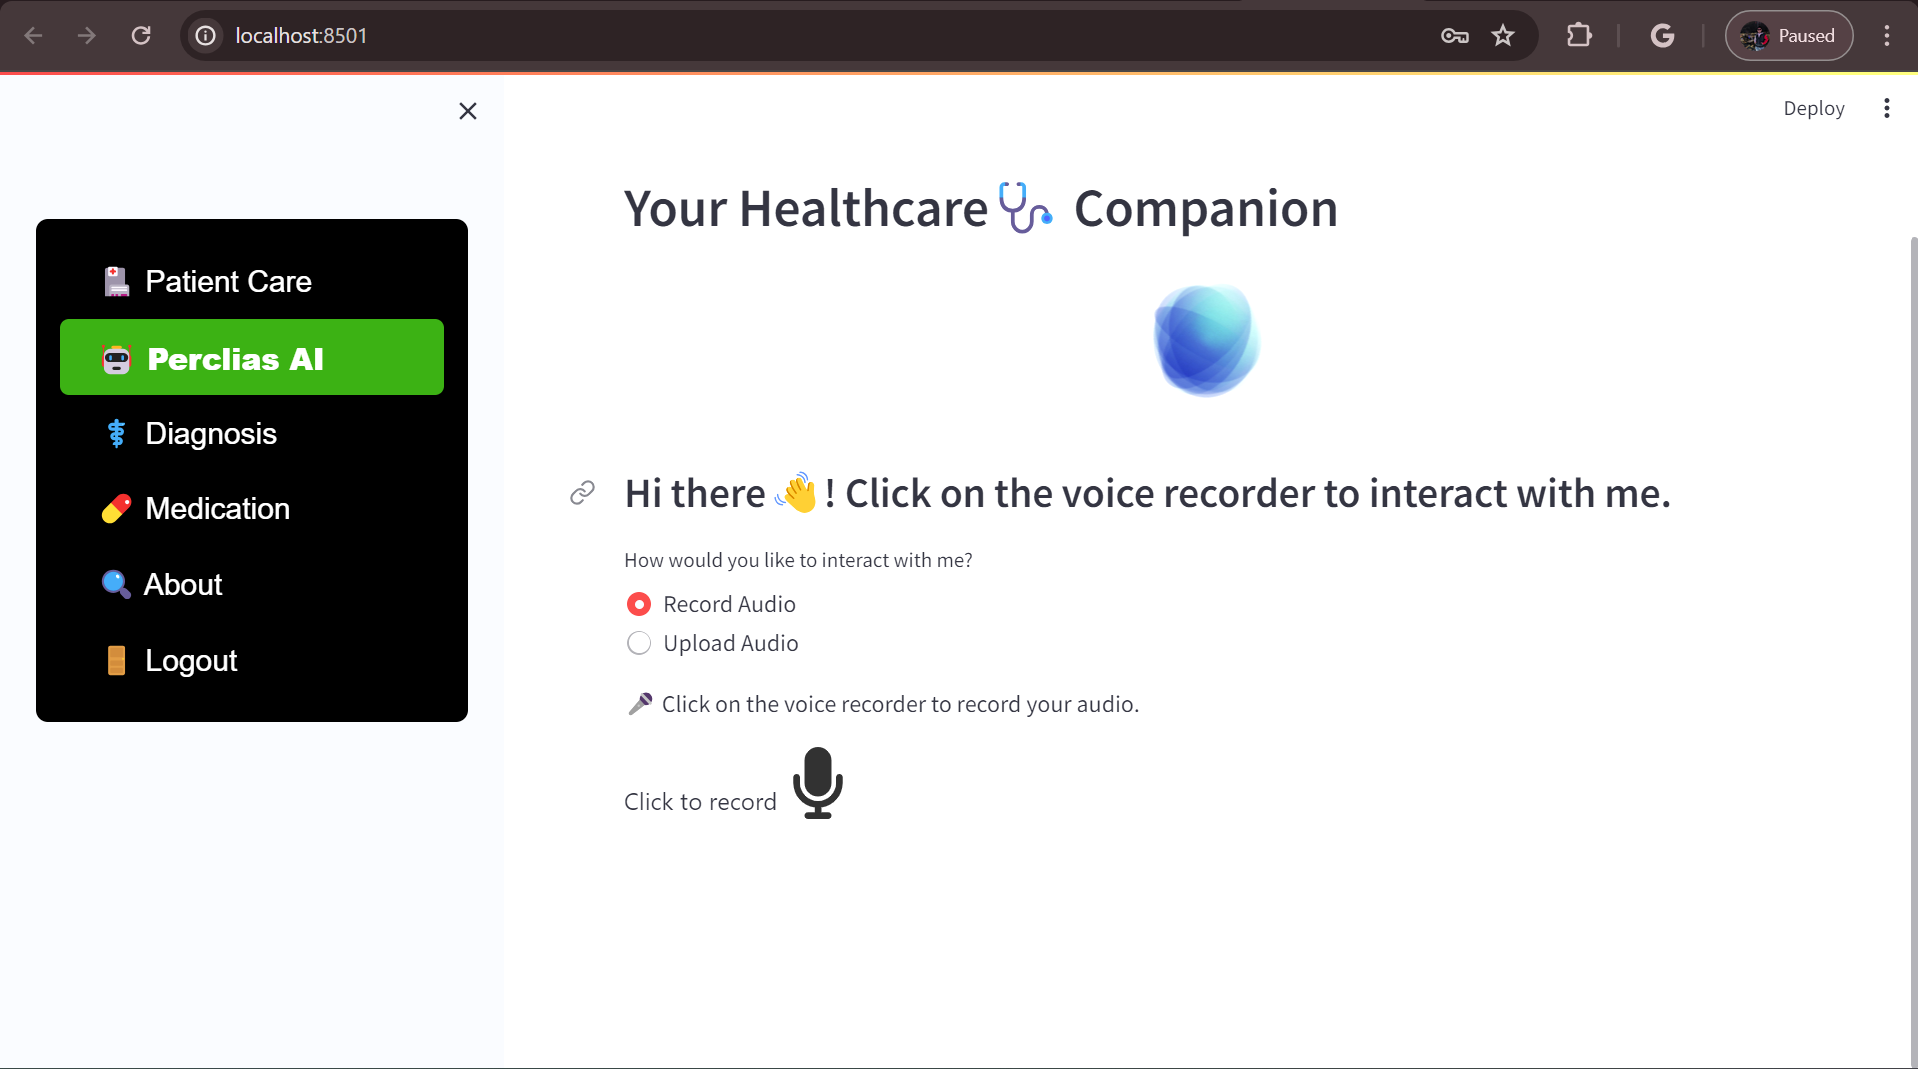 localhost:8501
Paused
Deploy
Patient Care
Perclias AI
Diagnosis
Medication
About
Logout
Your Healthcare🩺 Companion
Hi there 👋! Click on the voice recorder to interact with me.
How would you like to interact with me?
Record Audio
Upload Audio
🎤 Click on the voice recorder to record your audio.
Click to record